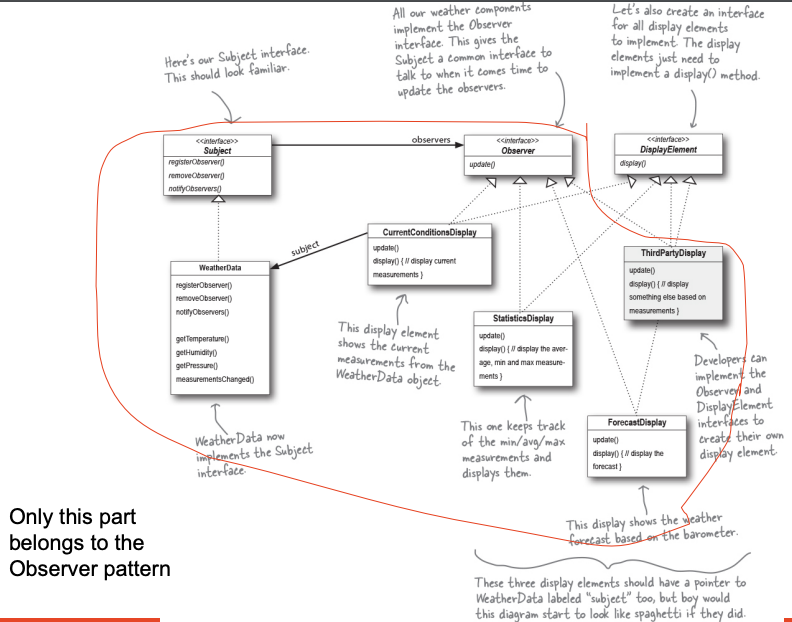 Here's our Subject interface.
This should look familiar.
All our weather components
implement the Observer
interface. This gives the
Subject a common interface to
talk to when it comes time to
update the observers.
Let's also create an interface
for all display elements
to implement. The display
elements just need to
implement a display() method.
<<interface>>
Subject
registerObserver()
removeObserver()
notifyObservers()
observers
<<interface>>
Observer
update()
<<interface>>
DisplayElement
display()
subject
WeatherData
registerObserver()
removeObserver()
notifyObservers()
getTemperature()
getHumidity()
getPressure()
measurementsChanged()
CurrentConditionsDisplay
update()
display() { // display current
measurements }
ThirdPartyDisplay
update()
display() { // display
something else based on
measurements }
StatisticsDisplay
update()
display() { // display the aver-
age, min and max measure-
ments }
ForecastDisplay
update()
display() { // display the
forecast }
This display element
shows the current
measurements from the
WeatherData object.
Developers can
implement the
Observer and
DisplayElement
interfaces to
create their own
display element.
WeatherData now
implements the Subject
interface.
This one keeps track
of the min/avg/max
measurements and
displays them.
This display shows the weather
forecast based on the barometer.
Only this part
belongs to the
Observer pattern
These three display elements should have a pointer to
WeatherData labeled "subject" too, but boy would
this diagram start to look like spaghetti if they did.